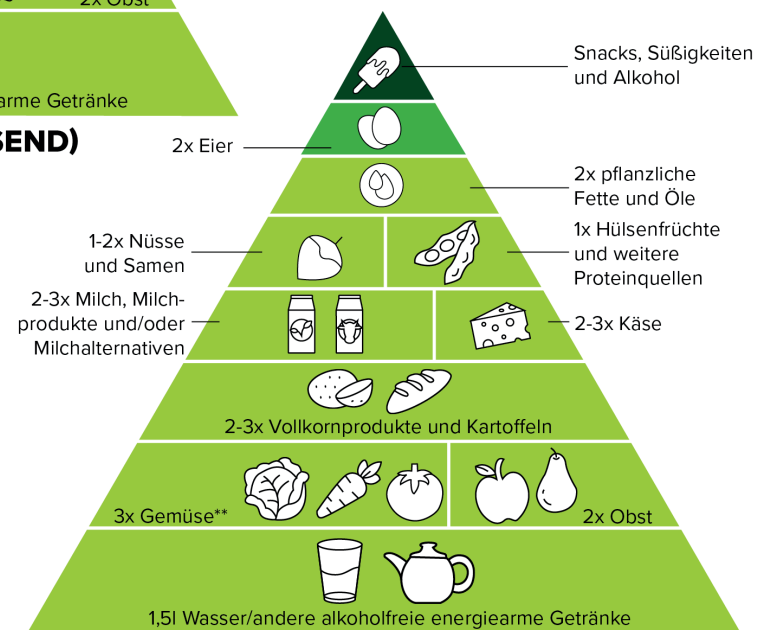 2x Obst
arme Getränke
SEND)
Snacks, Süßigkeiten
und Alkohol
2x Eier
2x pflanzliche
Fette und Öle
1-2x Nüsse
und Samen
1x Hülsenfrüchte
und weitere
Proteinquellen
2-3x Milch, Milch-
produkte und/oder
Milchalternativen
2-3x Käse
2-3x Vollkornprodukte und Kartoffeln
3x Gemüse**
2x Obst
1,5l Wasser/andere alkoholfreie energiearme Getränke